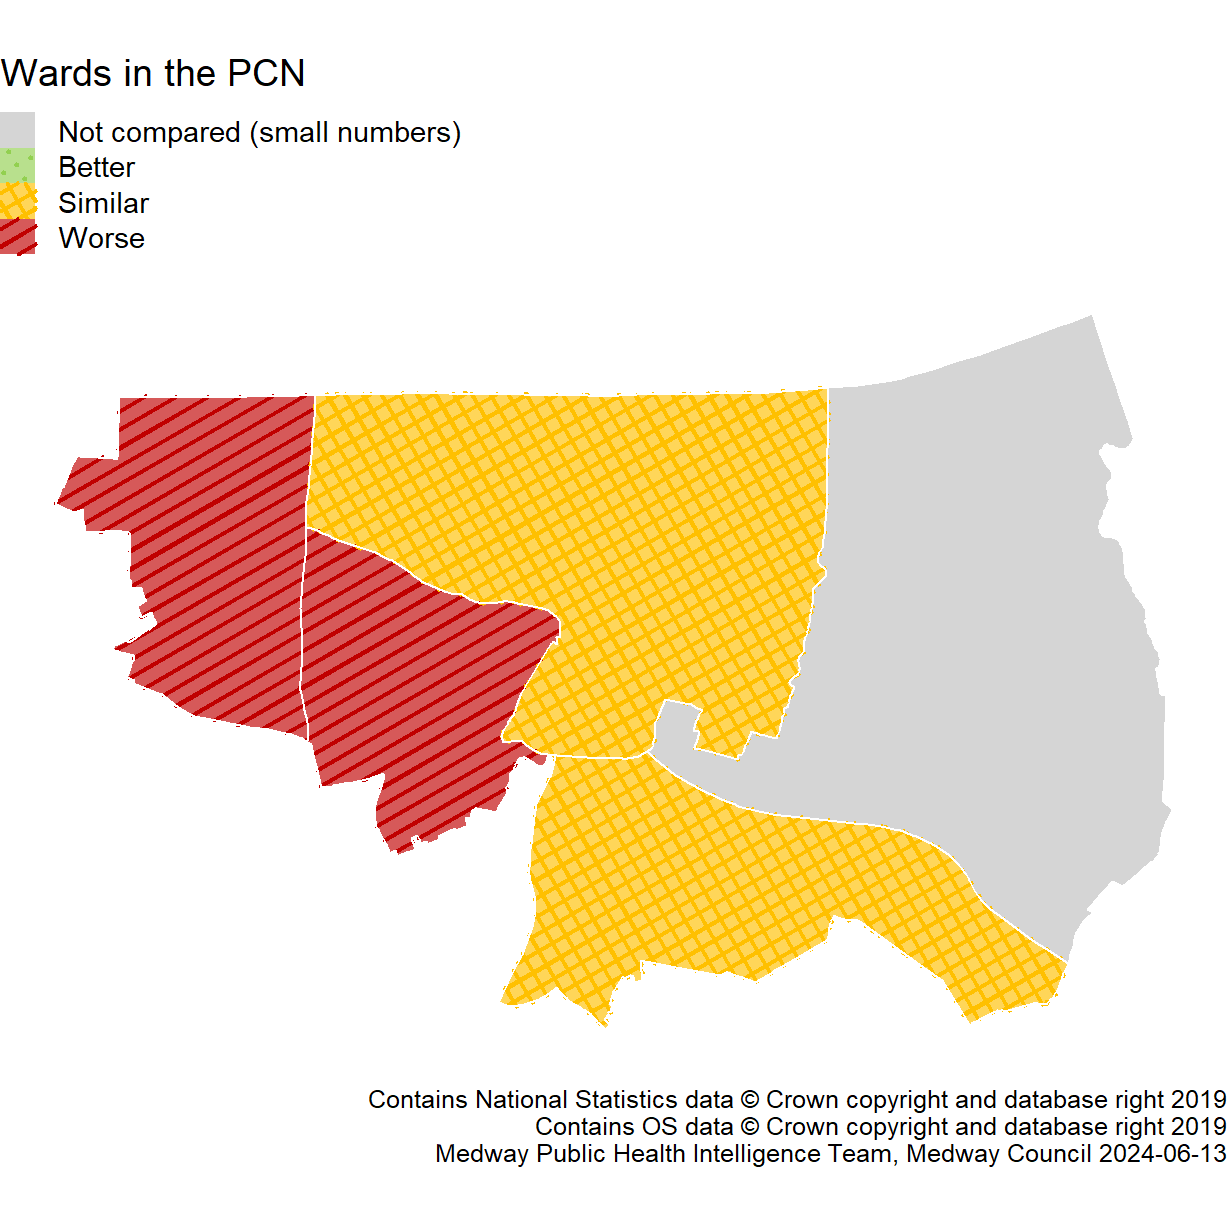 Wards in the PCN
Not compared (small numbers)
Better
Similar
Worse
Contains National Statistics data © Crown copyright and database right 2019
Contains OS data © Crown copyright and database right 2019
Medway Public Health Intelligence Team, Medway Council 2024-06-13